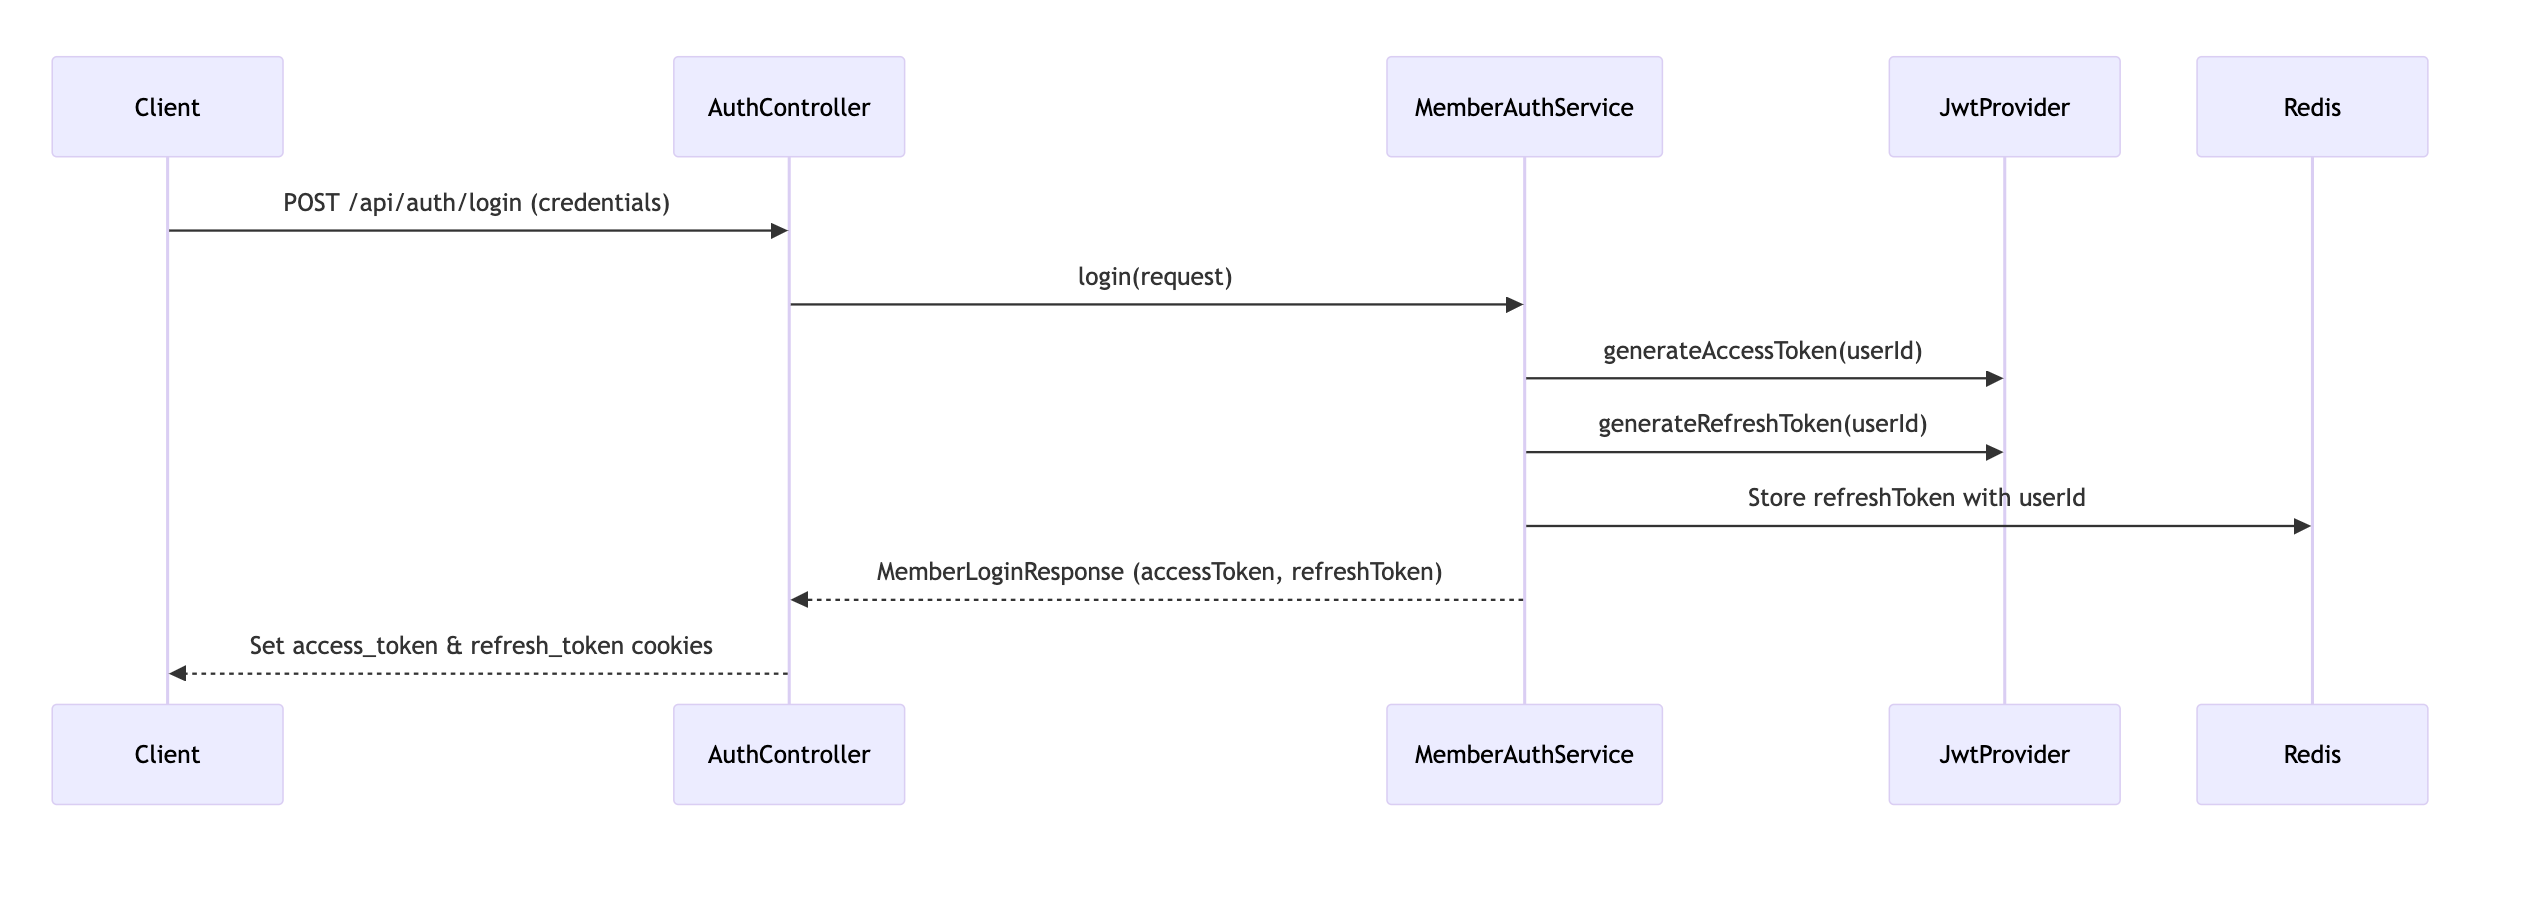 Client
AuthController
MemberAuthService
JwtProvider
Redis
POST /api/auth/login (credentials)
login(request)
generateAccessToken(userId)
generateRefreshToken(userId)
Store refreshToken with userId
MemberLoginResponse (accessToken, refreshToken)
Set access_token & refresh_token cookies
Client
AuthController
MemberAuthService
JwtProvider
Redis